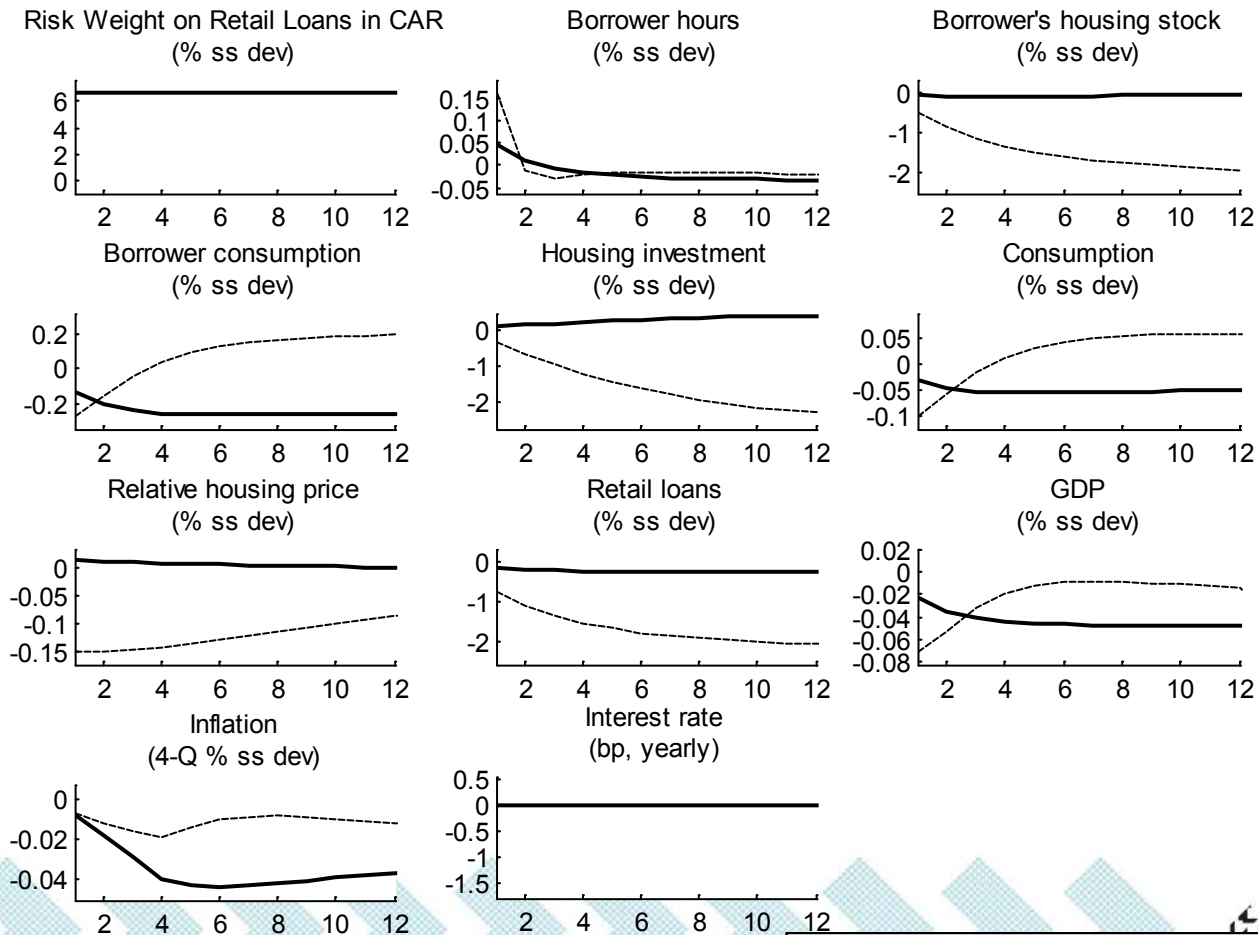 Risk Weight on Retail Loans in CAR
(% ss dev)
6
4
2
0
2 4 6 8 10 12
Borrower hours
(% ss dev)
0.15
0.1
0.05
0
-0.05
2 4 6 8 10 12
Borrower's housing stock
(% ss dev)
0
-1
-2
2 4 6 8 10 12
Borrower consumption
(% ss dev)
0.2
0
-0.2
2 4 6 8 10 12
Housing investment
(% ss dev)
0
-1
-2
2 4 6 8 10 12
Consumption
(% ss dev)
0.05
0
-0.05
-0.1
2 4 6 8 10 12
Relative housing price
(% ss dev)
0
-0.05
-0.1
-0.15
2 4 6 8 10 12
Retail loans
(% ss dev)
0
-1
-2
2 4 6 8 10 12
GDP
(% ss dev)
0.02
0
-0.02
-0.04
-0.06
-0.08
2 4 6 8 10 12
Inflation
(4-Q % ss dev)
0
-0.02
-0.04
2 4 6 8 10 12
Interest rate
(bp, yearly)
0.5
0
-0.5
-1
-1.5
2 4 6 8 10 12